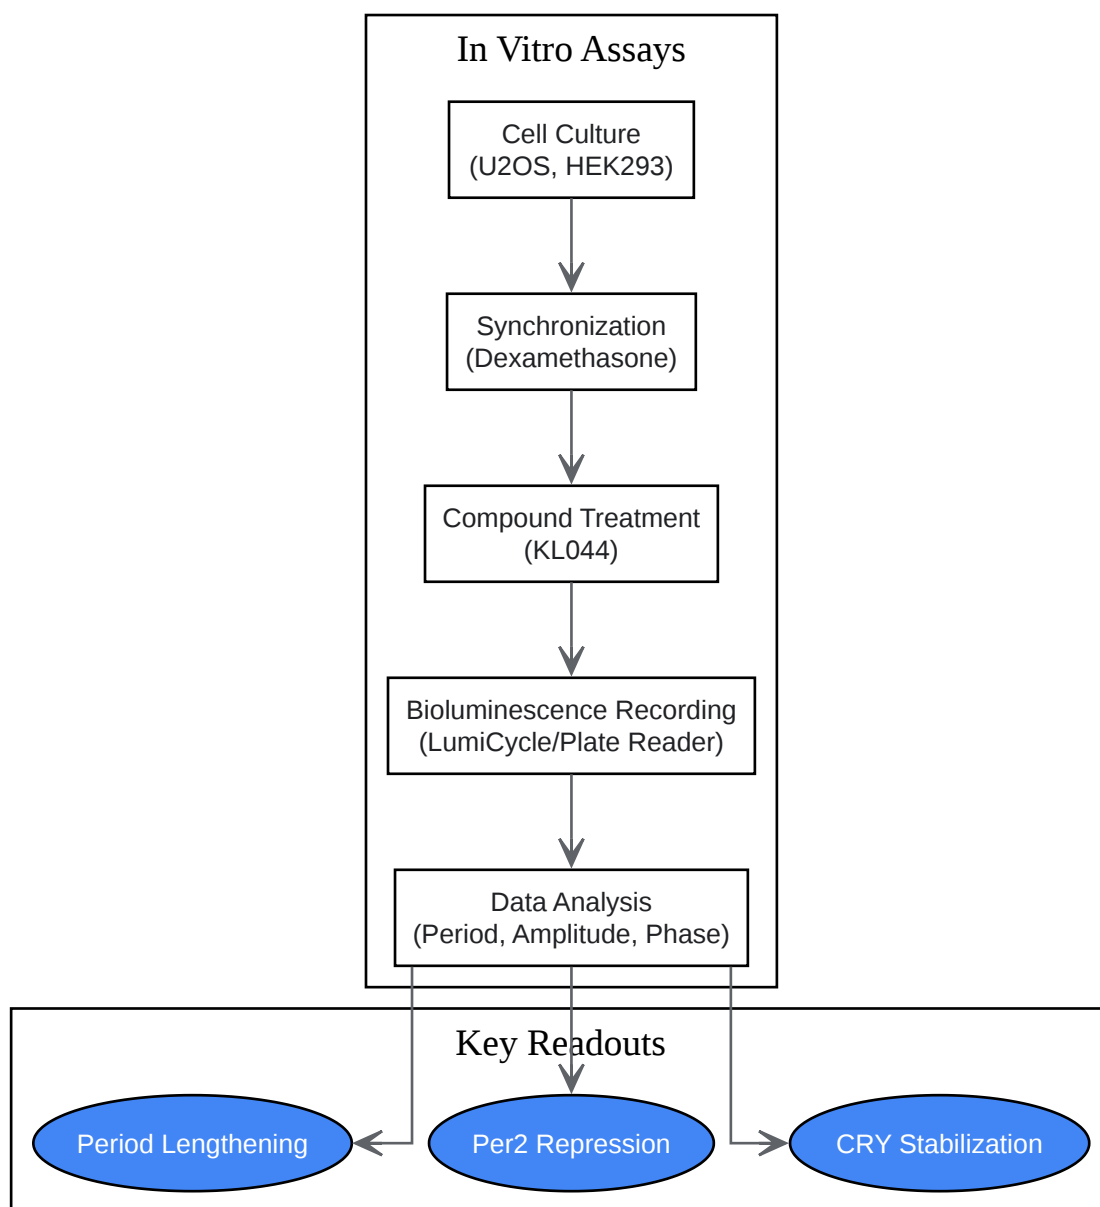 In Vitro Assays
Cell Culture
(U2OS, HEK293)
Synchronization
(Dexamethasone)
Compound Treatment
(KL044)
Bioluminescence Recording
(LumiCycle/Plate Reader)
Data Analysis
(Period, Amplitude, Phase)
Key Readouts
Period Lengthening
Per2 Repression
CRY Stabilization